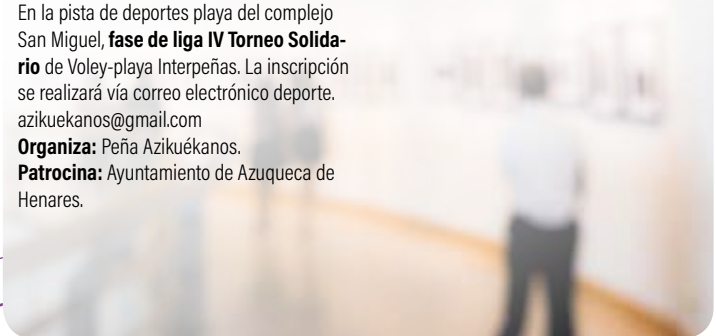 En la pista de deportes playa del complejo
San Miguel, fase de liga IV Torneo Solida-
rio de Voley-playa Interpeñas. La inscripción
se realizará vía correo electrónico deporte.
azikuekanos@gmail.com
Organiza: Peña Azikuékanos.
Patrocina: Ayuntamiento de Azuqueca de
Henares.